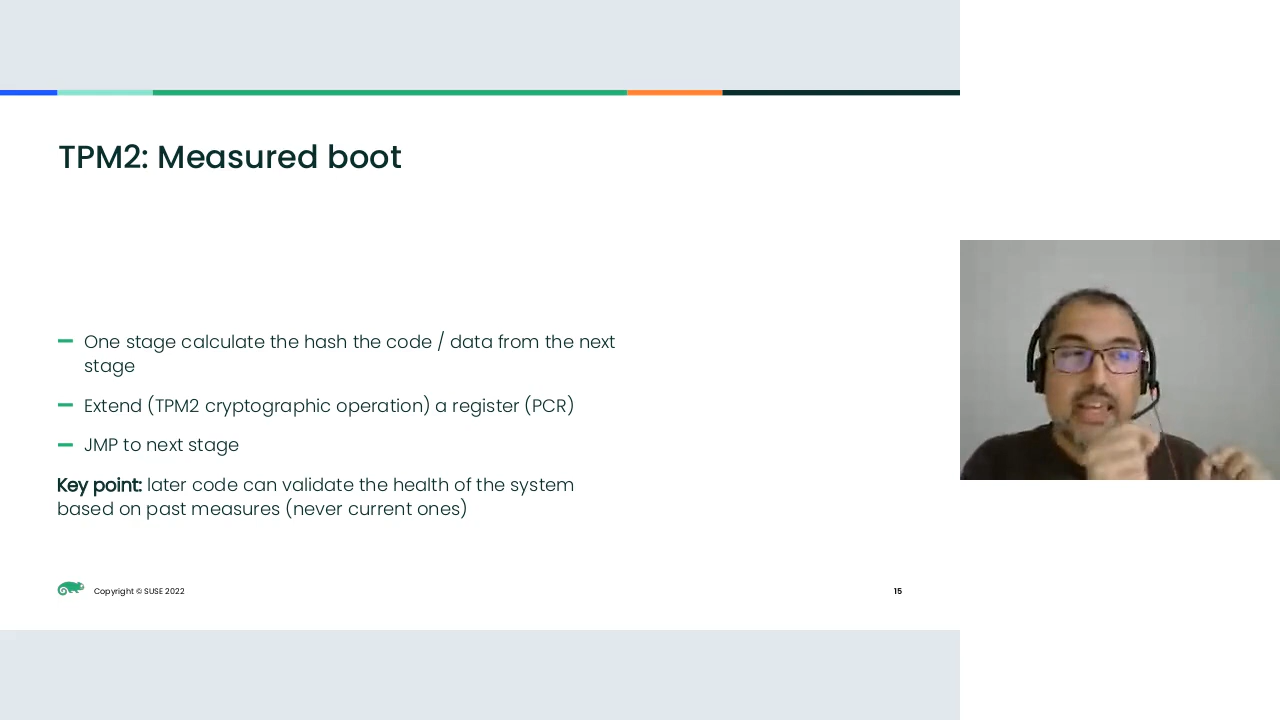 TPM2: Measured boot
One stage calculate the hash the code / data from the next
stage
Extend (TPM2 cryptographic operation) a register (PCR)
JMP to next stage
Key point: later code can validate the health of the system
based on past measures (never current ones)
Copyright © SUSE 2022
15